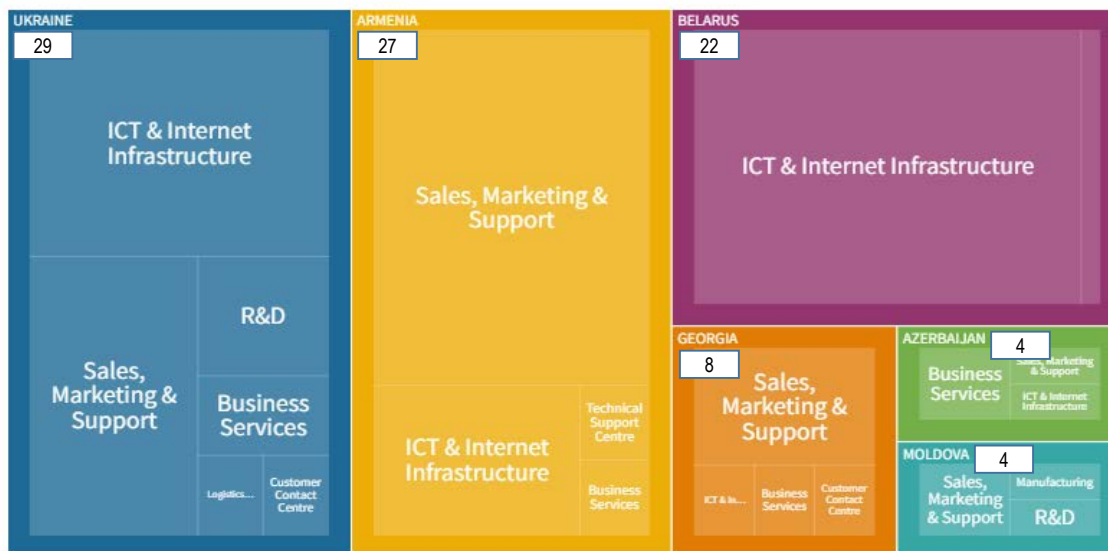 UKRAINE
29
ICT & Internet
Infrastructure
Sales,
Marketing &
Support
R&D
Business
Services
Logistics...
Customer
Contact
Centre
ARMENIA
27
Sales, Marketing &
Support
ICT & Internet
Infrastructure
Technical
Support
Centre
Business
Services
BELARUS
22
ICT & Internet Infrastructure
GEORGIA
8
Sales,
Marketing &
Support
ICT & In...
Business
Services
Customer
Contact
Centre
AZERBAIJAN
4
Business
Services
Sales, Marketing
& Support
ICT & Internet
Infrastructure
MOLDOVA
4
Sales,
Marketing
& Support
Manufacturing
R&D